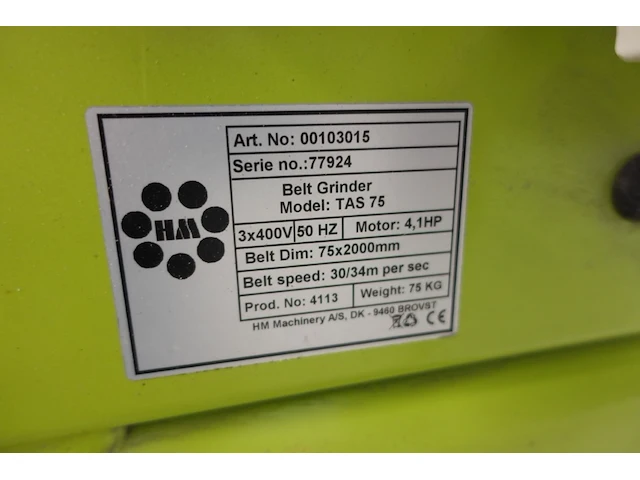 Art. No: 00103015
Serie no.:77924
Belt Grinder
Model: TAS 75
3x400V 50 HZ Motor: 4,1HP
Belt Dim: 75x2000mm
HM
Belt speed: 30/34m per sec
Prod. No: 4113 Weight: 75 KG
HM Machinery A/S, DK - 9460 BROVST
CE